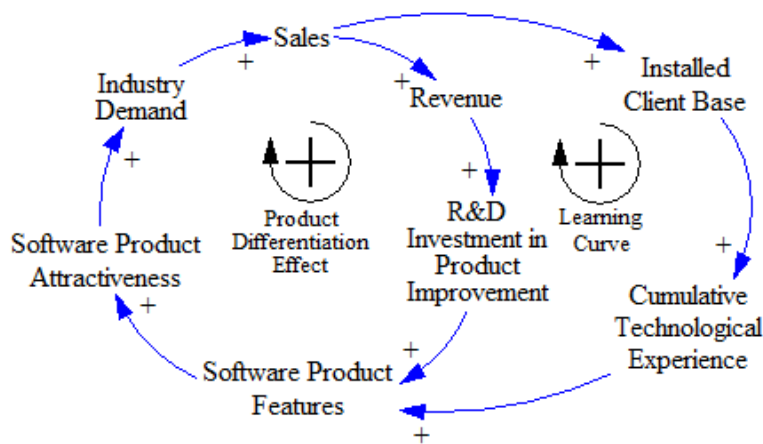 Sales
+
+
+
Industry
Demand
Revenue
Installed
Client Base
+
+
+
+
Product
Differentiation
Effect
R&D
Investment in
Product
Improvement
Learning
Curve
Software Product
Attractiveness
+
+
Cumulative
Technological
Experience
+
Software Product
Features
+